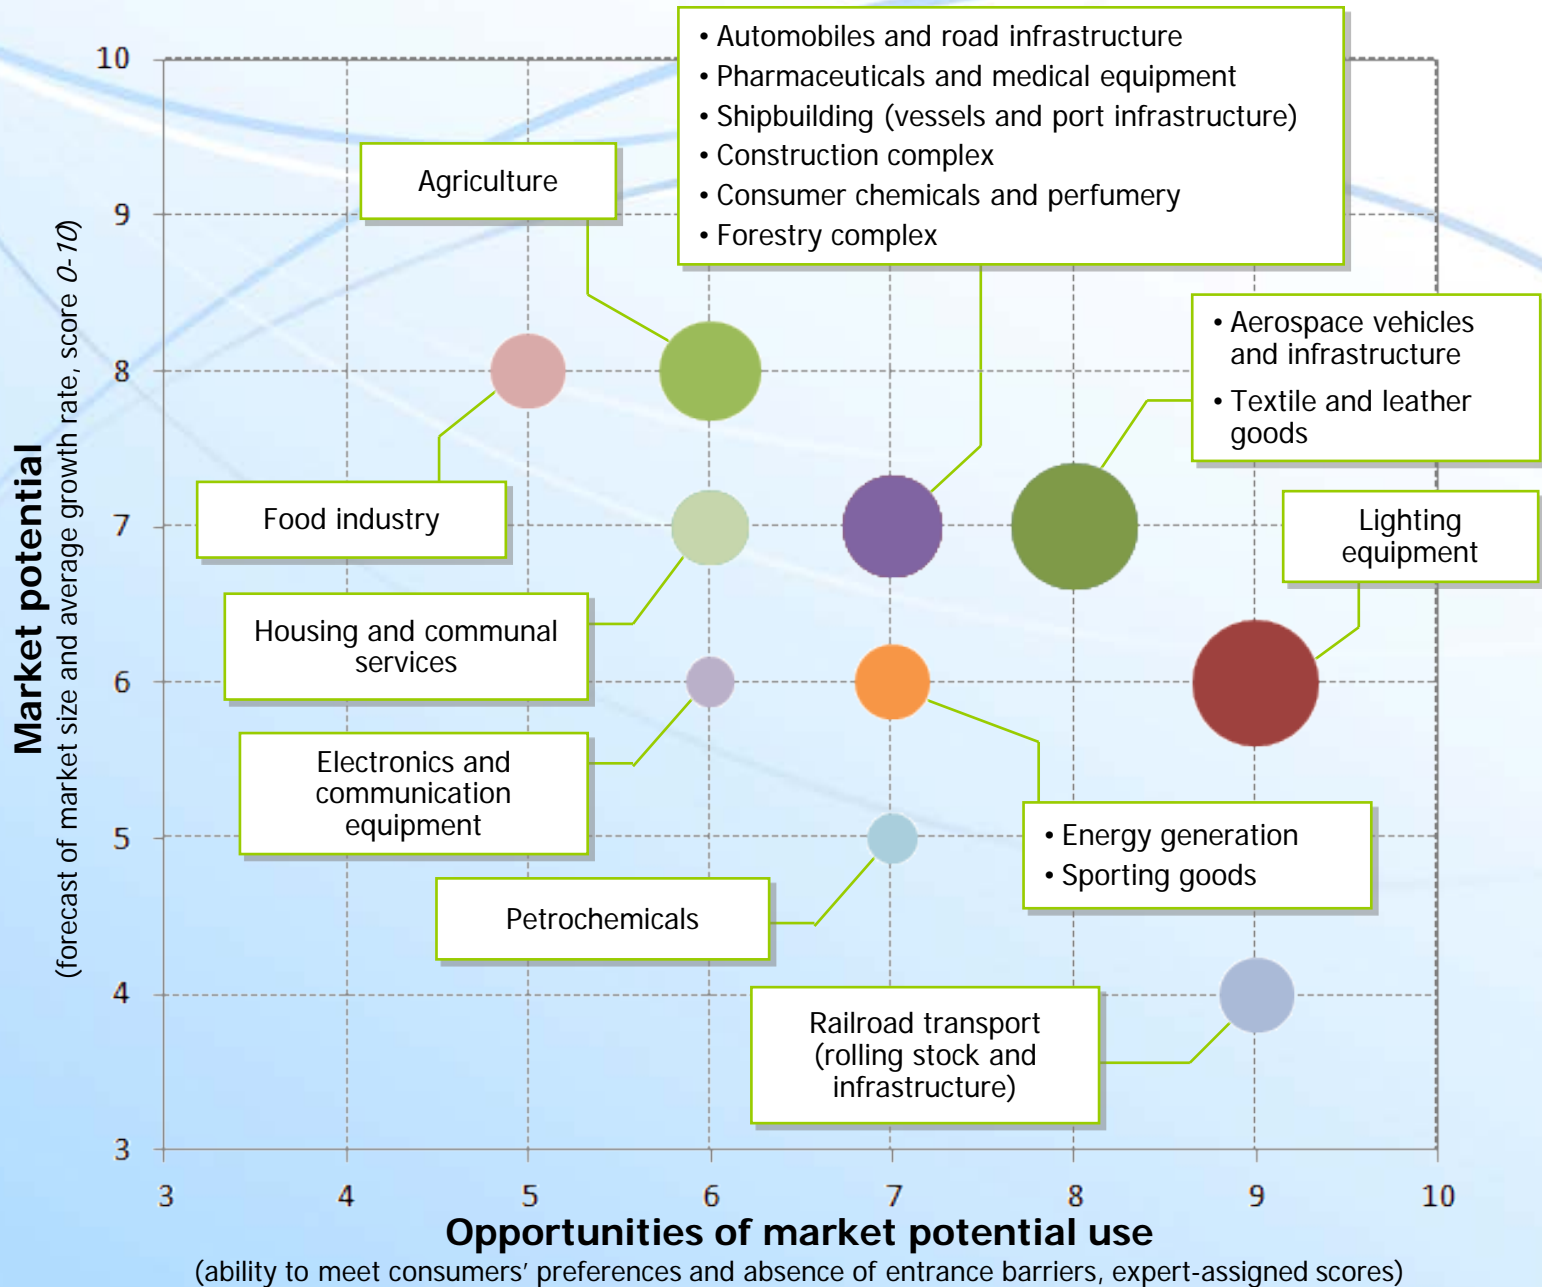 • Automobiles and road infrastructure
• Pharmaceuticals and medical equipment
• Shipbuilding (vessels and port infrastructure)
• Construction complex
• Consumer chemicals and perfumery
• Forestry complex
Agriculture
• Aerospace vehicles
and infrastructure
• Textile and leather
goods
Food industry
Lighting
equipment
Housing and communal
services
Electronics and
communication
equipment
• Energy generation
• Sporting goods
Petrochemicals
Railroad transport
(rolling stock and
infrastructure)
Market potential
(forecast of market size and average growth rate, score 0-10)
10
9
8
7
6
5
4
3
3 4 5 6 7 8 9 10
Opportunities of market potential use
(ability to meet consumers’ preferences and absence of entrance barriers, expert-assigned scores)